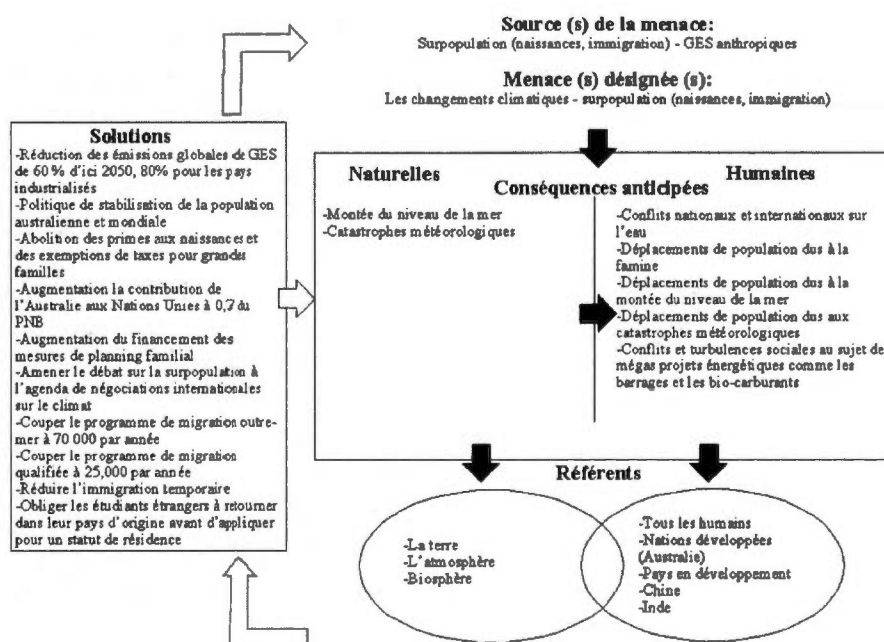 Source (s) de la menace:
Surpopulation (naissances, immigration) - GES anthropiques
Menace (s) désignée (s):
Les changements climatiques - surpopulation (naissances, immigration)
Solutions
-Réduction des émissions globales de GES
de 60 % d'ici 2050, 80% pour les pays
industrialisés
-Politique de stabilisation de la population
australienne et mondiale
-Abolition des primes aux naissances et
des exemptions de taxes pour grandes
familles
-Augmentation la contribution de
l'Australie aux Nations Unies à 0,7 du
PNB
-Augmentation du financement des
mesures de planning familial
-Amener le débat sur la surpopulation à
l'agenda de négociations internationales
sur le climat
-Couper le programme de migration outre-
mer à 70 000 par année
-Couper le programme de migration
qualifiée à 25,000 par année
-Réduire l'immigration temporaire
-Obliger les étudiants étrangers à retourner
dans leur pays d'origine avant d'appliquer
pour un statut de résidence
Naturelles
Humaines
Conséquences anticipées
-Montée du niveau de la mer
-Catastrophes météorologiques
-Conflits nationaux et internationaux sur
l'eau
-Déplacements de population dus à la
famine
-Déplacements de population dus à la
montée du niveau de la mer
-Déplacements de population dus aux
catastrophes météorologiques
-Conflits et turbulences sociales au sujet de
mégas projets énergétiques comme les
barrages et les bio-carburants
Référents
-La terre
-L'atmosphère
-Biosphère
-Tous les humains
-Nations développées
(Australie)
-Pays en développement
-Chine
-Inde